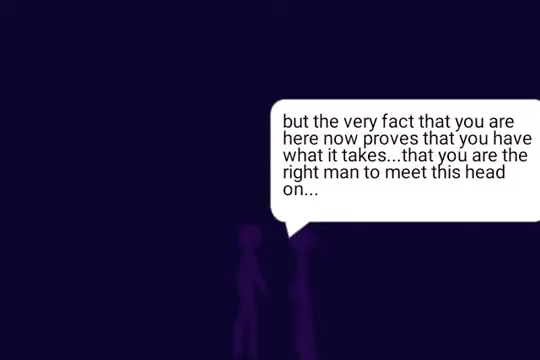 but the very fact that you are
here now proves that you have
what it takes...that you are the
right man to meet this head
on...